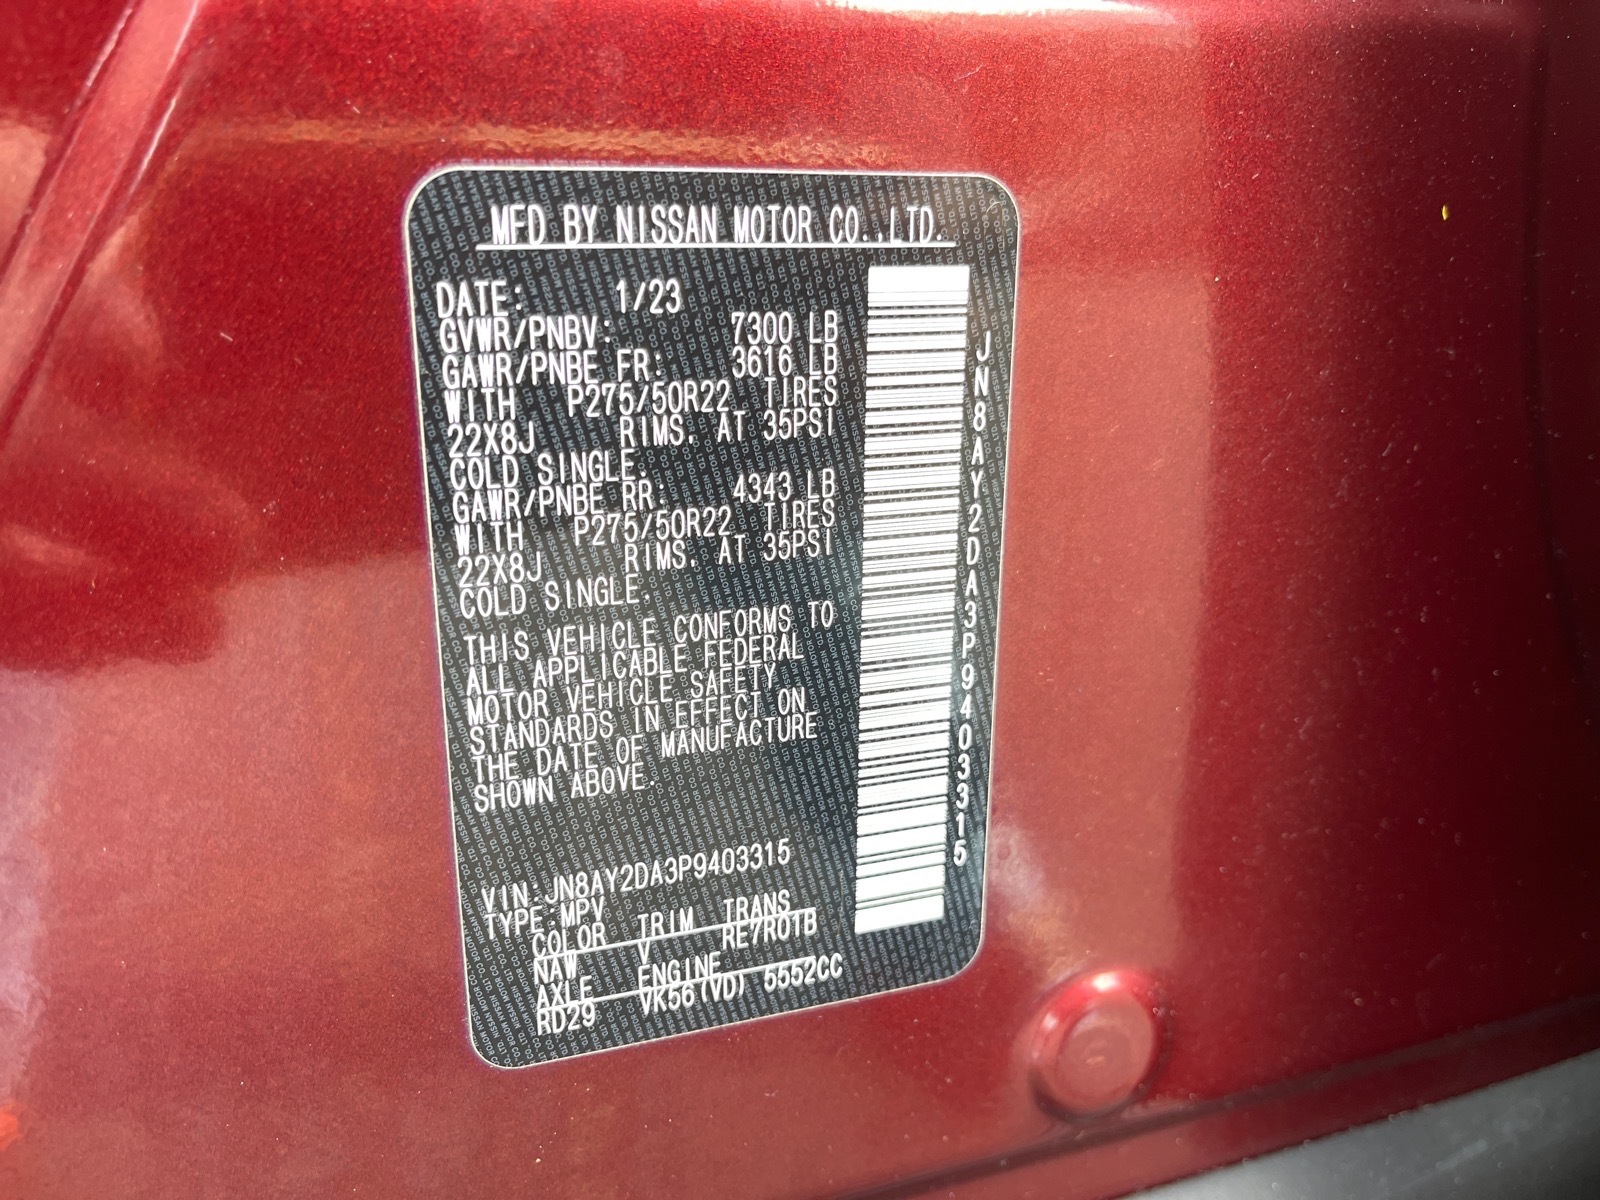 MFD BY NISSAN MOTOR CO.,LTD.
DATE: 1/23
GVWR/PNBV: 7300 LB
GAWR/PNBE FR: 3616 LB
WITH P275/50R22 TIRES
22X8J RIMS. AT 35PSI
COLD SINGLE.
GAWR/PNBE RR: 4343 LB
WITH P275/50R22 TIRES
22X8J RIMS. AT 35PSI
COLD SINGLE.
THIS VEHICLE CONFORMS TO
ALL APPLICABLE FEDERAL
MOTOR VEHICLE SAFETY
STANDARDS IN EFFECT ON
THE DATE OF MANUFACTURE
SHOWN ABOVE.
VIN:JN8AY2DA3P9403315
TYPE:MPV
COLOR TRIM TRANS
NAW V RE7R01B
AXLE ENGINE
RD29 VK56(VD) 5552CC
JN8AY2DA3P9403315